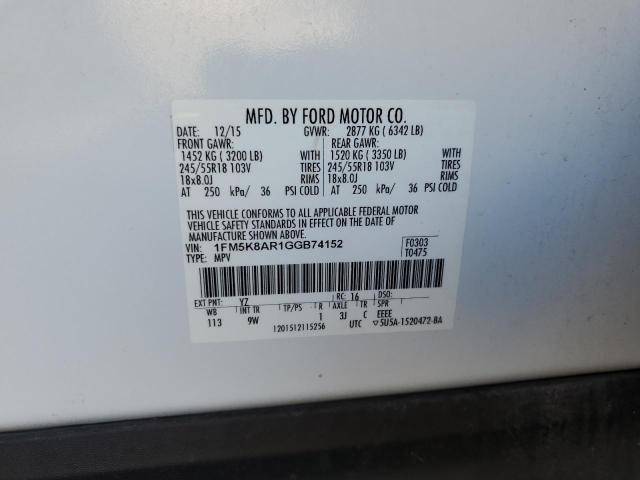 MFD. BY FORD MOTOR CO.
DATE: 12/15 GVWR: 2877 KG ( 6342 LB)
FRONT GAWR: REAR GAWR:
1452 KG ( 3200 LB) WITH 1520 KG ( 3350 LB) WITH
245/55R18 103V TIRES 245/55R18 103V TIRES
18x8.0J RIMS 18x8.0J RIMS
AT 250 kPa/ 36 PSI COLD AT 250 kPa/ 36 PSI COLD
THIS VEHICLE CONFORMS TO ALL APPLICABLE FEDERAL MOTOR
VEHICLE SAFETY STANDARDS IN EFFECT ON THE DATE OF
MANUFACTURE SHOWN ABOVE.
VIN: 1FM5K8AR1GGB74152 F0303
TYPE: MPV T0475
EXT PNT: YZ RC: 16 DSO:
WB INT TR TP/PS R AXLE TR SPR
113 9W 1 3J C EEEE
1201512115256 UTC ▽5U5A-1520472-BA